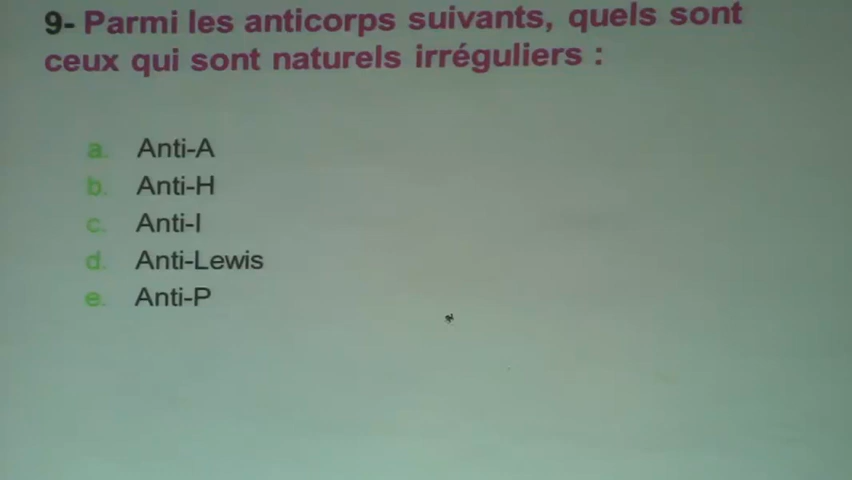 9- Parmi les anticorps suivants, quels sont
ceux qui sont naturels irréguliers :
a. Anti-A
b. Anti-H
c. Anti-I
d. Anti-Lewis
e. Anti-P